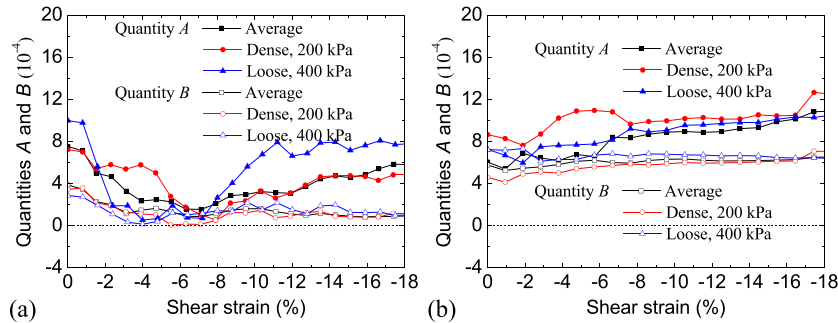 20
16
12
8
4
0
-4
Quantities A and B (10⁻⁴)
Quantity A
Average
Dense, 200 kPa
Loose, 400 kPa
Quantity B
Average
Dense, 200 kPa
Loose, 400 kPa
0 -2 -4 -6 -8 -10 -12 -14 -16 -18
Shear strain (%)
(a)
20
16
12
8
4
0
-4
Quantities A and B (10⁻⁴)
Quantity A
Average
Dense, 200 kPa
Loose, 400 kPa
Quantity B
Average
Dense, 200 kPa
Loose, 400 kPa
0 -2 -4 -6 -8 -10 -12 -14 -16 -18
Shear strain (%)
(b)